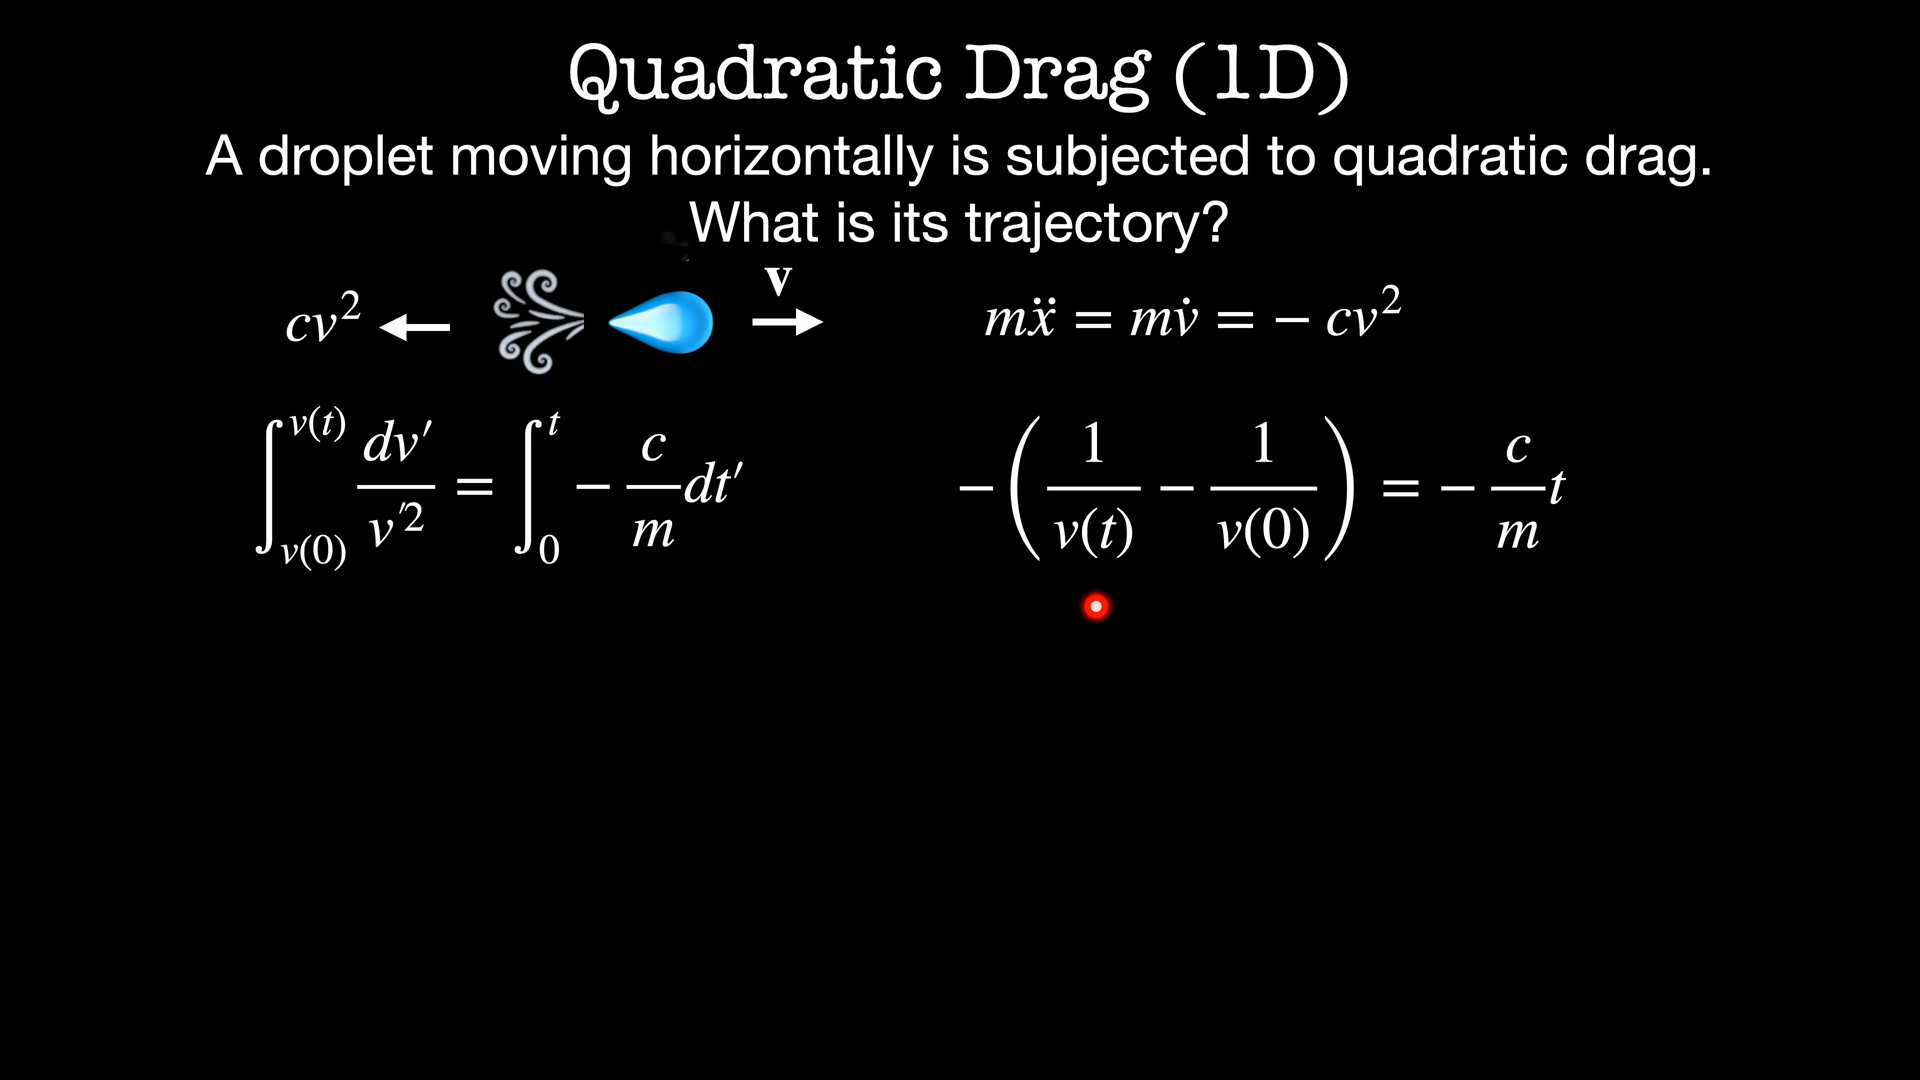 Quadratic Drag (1D)
A droplet moving horizontally is subjected to quadratic drag.
What is its trajectory?
cv² ← v → mẍ = mv̇ = − cv²
∫_{v(0)}^{v(t)} dv′/v′² = ∫_0^t − c/m dt′
−(1/v(t) − 1/v(0)) = − c/m t